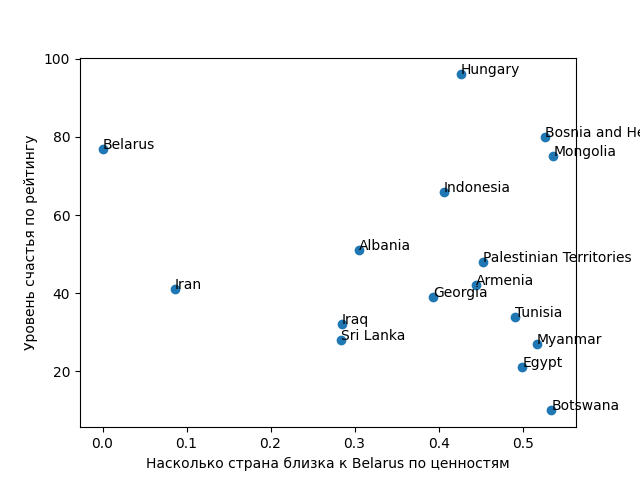 Hungary
Bosnia and He
Belarus
Mongolia
Indonesia
Albania
Palestinian Territories
Iran
Armenia
Georgia
Iraq
Tunisia
Sri Lanka
Myanmar
Egypt
Botswana
100
80
60
40
20
0.0 0.1 0.2 0.3 0.4 0.5
Уровень счастья по рейтингу
Насколько страна близка к Belarus по ценностям